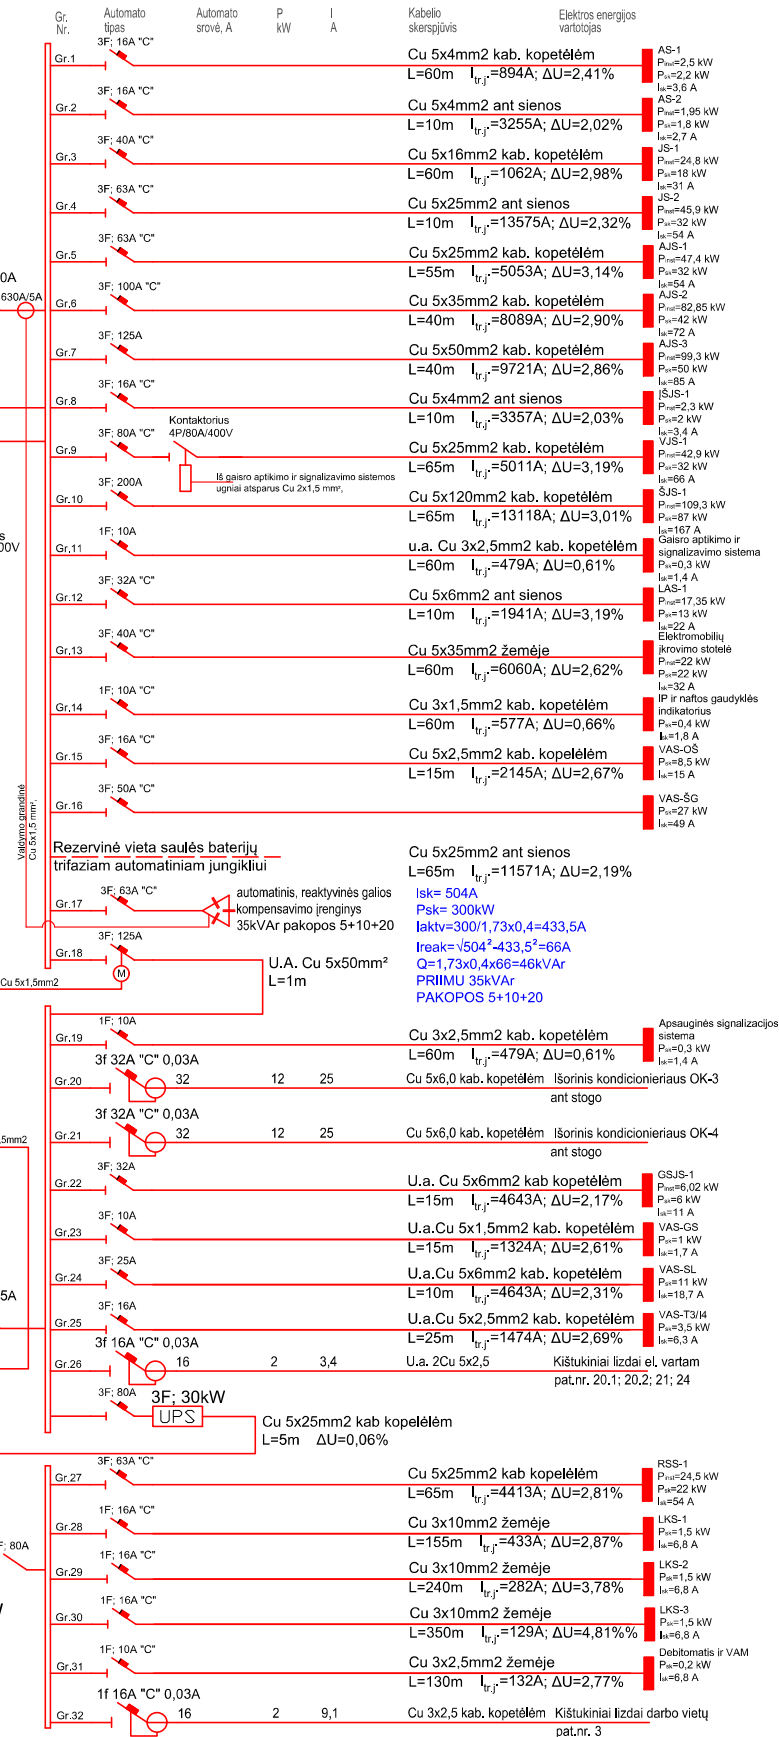 Gr. Nr.
Automato tipas
Automato srovė, A
P kW
I A
Kabelio skerspjūvis
Elektros energijos vartotojas
Gr.1
3F; 16A "C"
Cu 5x4mm2 kab. kopetėlėm
L=60m Itr.j.=894A; ΔU=2,41%
AS-1
Pinst=2,5 kW
Psk=2,2 kW
Isk=3,6 A
Gr.2
3F; 16A "C"
Cu 5x4mm2 ant sienos
L=10m Itr.j.=3255A; ΔU=2,02%
AS-2
Pinst=1,95 kW
Psk=1,8 kW
Isk=2,7 A
Gr.3
3F; 40A "C"
Cu 5x16mm2 kab. kopetėlėm
L=60m Itr.j.=1062A; ΔU=2,98%
JS-1
Pinst=24,8 kW
Psk=18 kW
Isk=31 A
Gr.4
3F; 63A "C"
Cu 5x25mm2 ant sienos
L=10m Itr.j.=13575A; ΔU=2,32%
JS-2
Pinst=45,9 kW
Psk=32 kW
Isk=54 A
Gr.5
3F; 63A "C"
Cu 5x25mm2 kab. kopetėlėm
L=55m Itr.j.=5053A; ΔU=3,14%
AJS-1
Pinst=47,4 kW
Psk=32 kW
Isk=54 A
0A
630A/5A
Gr.6
3F; 100A "C"
Cu 5x35mm2 kab. kopetėlėm
L=40m Itr.j.=8089A; ΔU=2,90%
AJS-2
Pinst=82,85 kW
Psk=42 kW
Isk=72 A
Gr.7
3F; 125A
Cu 5x50mm2 kab. kopetėlėm
L=40m Itr.j.=9721A; ΔU=2,86%
AJS-3
Pinst=99,3 kW
Psk=50 kW
Isk=85 A
Gr.8
3F; 16A "C"
Cu 5x4mm2 ant sienos
L=10m Itr.j.=3357A; ΔU=2,03%
ĮŠJS-1
Pinst=2,3 kW
Psk=2 kW
Isk=3,4 A
Gr.9
3F; 80A "C"
Kontaktorius
4P/80A/400V
Iš gaisro aptikimo ir signalizavimo sistemos
ugniai atsparus Cu 2x1,5 mm²,
Cu 5x25mm2 kab. kopetėlėm
L=65m Itr.j.=5011A; ΔU=3,19%
VJS-1
Pinst=42,9 kW
Psk=32 kW
Isk=66 A
Gr.10
3F; 200A
Cu 5x120mm2 kab. kopetėlėm
L=65m Itr.j.=13118A; ΔU=3,01%
ŠJS-1
Pinst=109,3 kW
Psk=87 kW
Isk=167 A
s
00V
Gr.11
1F; 10A
u.a. Cu 3x2,5mm2 kab. kopetėlėm
L=60m Itr.j.=479A; ΔU=0,61%
Gaisro aptikimo ir
signalizavimo sistema
Psk=0,3 kW
Isk=1,4 A
Gr.12
3F; 32A "C"
Cu 5x6mm2 ant sienos
L=10m Itr.j.=1941A; ΔU=3,19%
LAS-1
Pinst=17,35 kW
Psk=13 kW
Isk=22 A
Gr.13
3F; 40A "C"
Cu 5x35mm2 žemėje
L=60m Itr.j.=6060A; ΔU=2,62%
Elektromobilių
įkrovimo stotelė
Pinst=22 kW
Psk=22 kW
Isk=32 A
Gr.14
1F; 10A "C"
Cu 3x1,5mm2 kab. kopetėlėm
L=60m Itr.j.=577A; ΔU=0,66%
IP ir naftos gaudyklės
indikatorius
Psk=0,4 kW
Isk=1,8 A
Gr.15
3F; 16A "C"
Cu 5x2,5mm2 kab. kopelėlėm
L=15m Itr.j.=2145A; ΔU=2,67%
VAS-OŠ
Psk=8,5 kW
Isk=15 A
Gr.16
3F; 50A "C"
VAS-ŠG
Psk=27 kW
Isk=49 A
Valdymo grandinė
Cu 5x1,5 mm²,
Rezervinė vieta saulės baterijų
trifaziam automatiniam jungikliui
Cu 5x25mm2 ant sienos
L=65m Itr.j.=11571A; ΔU=2,19%
Gr.17
3F; 63A "C"
automatinis, reaktyvinės galios
kompensavimo įrenginys
35kVAr pakopos 5+10+20
Isk= 504A
Psk= 300kW
Iaktv=300/1,73x0,4=433,5A
Ireak=√504²-433,5²=66A
Q=1,73x0,4x66=46kVAr
PRIIMU 35kVAr
PAKOPOS 5+10+20
Gr.18
3F; 125A
M
U.A. Cu 5x50mm²
L=1m
Cu 5x1,5mm2
Gr.19
1F; 10A
Cu 3x2,5mm2 kab. kopetėlėm
L=60m Itr.j.=479A; ΔU=0,61%
Apsauginės signalizacijos
sistema
Psk=0,3 kW
Isk=1,4 A
Gr.20
3f 32A "C" 0,03A
32 12 25
Cu 5x6,0 kab. kopetėlėm
Išorinis kondicionieriaus OK-3
ant stogo
Gr.21
3f 32A "C" 0,03A
32 12 25
Cu 5x6,0 kab. kopetėlėm
Išorinis kondicionieriaus OK-4
ant stogo
,5mm2
Gr.22
3F; 32A
U.a. Cu 5x6mm2 kab kopetėlėm
L=15m Itr.j.=4643A; ΔU=2,17%
GSJS-1
Pinst=6,02 kW
Psk=6 kW
Isk=11 A
Gr.23
3F; 10A
U.a.Cu 5x1,5mm2 kab. kopetėlėm
L=15m Itr.j.=1324A; ΔU=2,61%
VAS-GS
Psk=1 kW
Isk=1,7 A
Gr.24
3F; 25A
U.a.Cu 5x6mm2 kab. kopetėlėm
L=10m Itr.j.=4643A; ΔU=2,31%
VAS-SL
Psk=11 kW
Isk=18,7 A
5A
Gr.25
3F; 16A
U.a.Cu 5x2,5mm2 kab. kopetėlėm
L=25m Itr.j.=1474A; ΔU=2,69%
VAS-T3/I4
Psk=3,5 kW
Isk=6,3 A
Gr.26
3f 16A "C" 0,03A
16 2 3,4
U.a. 2Cu 5x2,5
Kištukiniai lizdai el. vartam
pat.nr. 20.1; 20.2; 21; 24
3F; 80A
3F; 30kW
UPS
Cu 5x25mm2 kab kopelėlėm
L=5m ΔU=0,06%
Gr.27
3F; 63A "C"
Cu 5x25mm2 kab kopelėlėm
L=65m Itr.j.=4413A; ΔU=2,81%
RSS-1
Pinst=24,5 kW
Psk=22 kW
Isk=54 A
Gr.28
1F; 16A "C"
Cu 3x10mm2 žemėje
L=155m Itr.j.=433A; ΔU=2,87%
LKS-1
Psk=1,5 kW
Isk=6,8 A
F; 80A
Gr.29
1F; 16A "C"
Cu 3x10mm2 žemėje
L=240m Itr.j.=282A; ΔU=3,78%
LKS-2
Psk=1,5 kW
Isk=6,8 A
Gr.30
1F; 16A "C"
Cu 3x10mm2 žemėje
L=350m Itr.j.=129A; ΔU=4,81%%
LKS-3
Psk=1,5 kW
Isk=6,8 A
Gr.31
1F; 10A "C"
Cu 3x2,5mm2 žemėje
L=130m Itr.j.=132A; ΔU=2,77%
Debitomatis ir VAM
Psk=0,2 kW
Isk=6,8 A
Gr.32
1f 16A "C" 0,03A
16 2 9,1
Cu 3x2,5 kab. kopetėlėm
Kištukiniai lizdai darbo vietų
pat.nr. 3